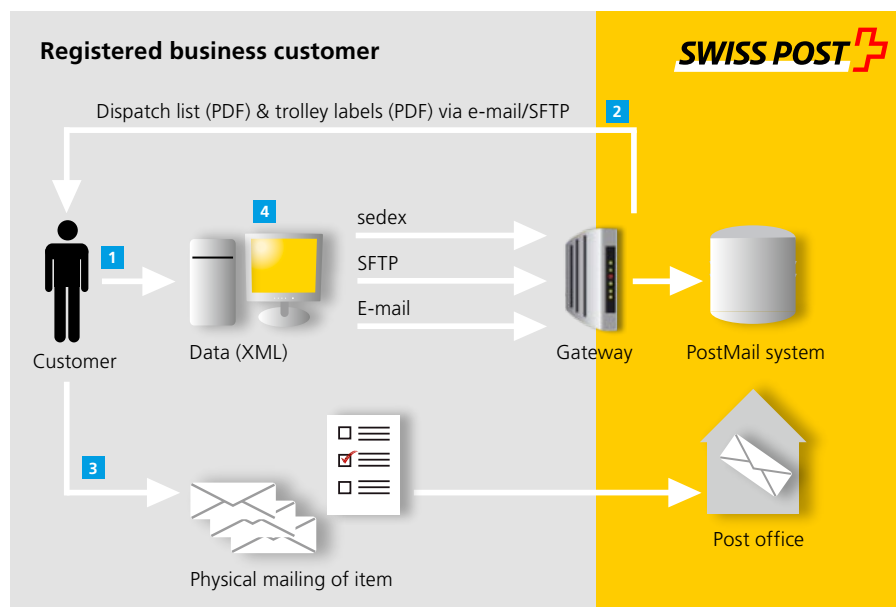 Registered business customer
SWISS POST
Dispatch list (PDF) & trolley labels (PDF) via e-mail/SFTP
2
4
sedex
1
SFTP
E-mail
Customer
Data (XML)
Gateway
PostMail system
3
Post office
Physical mailing of item